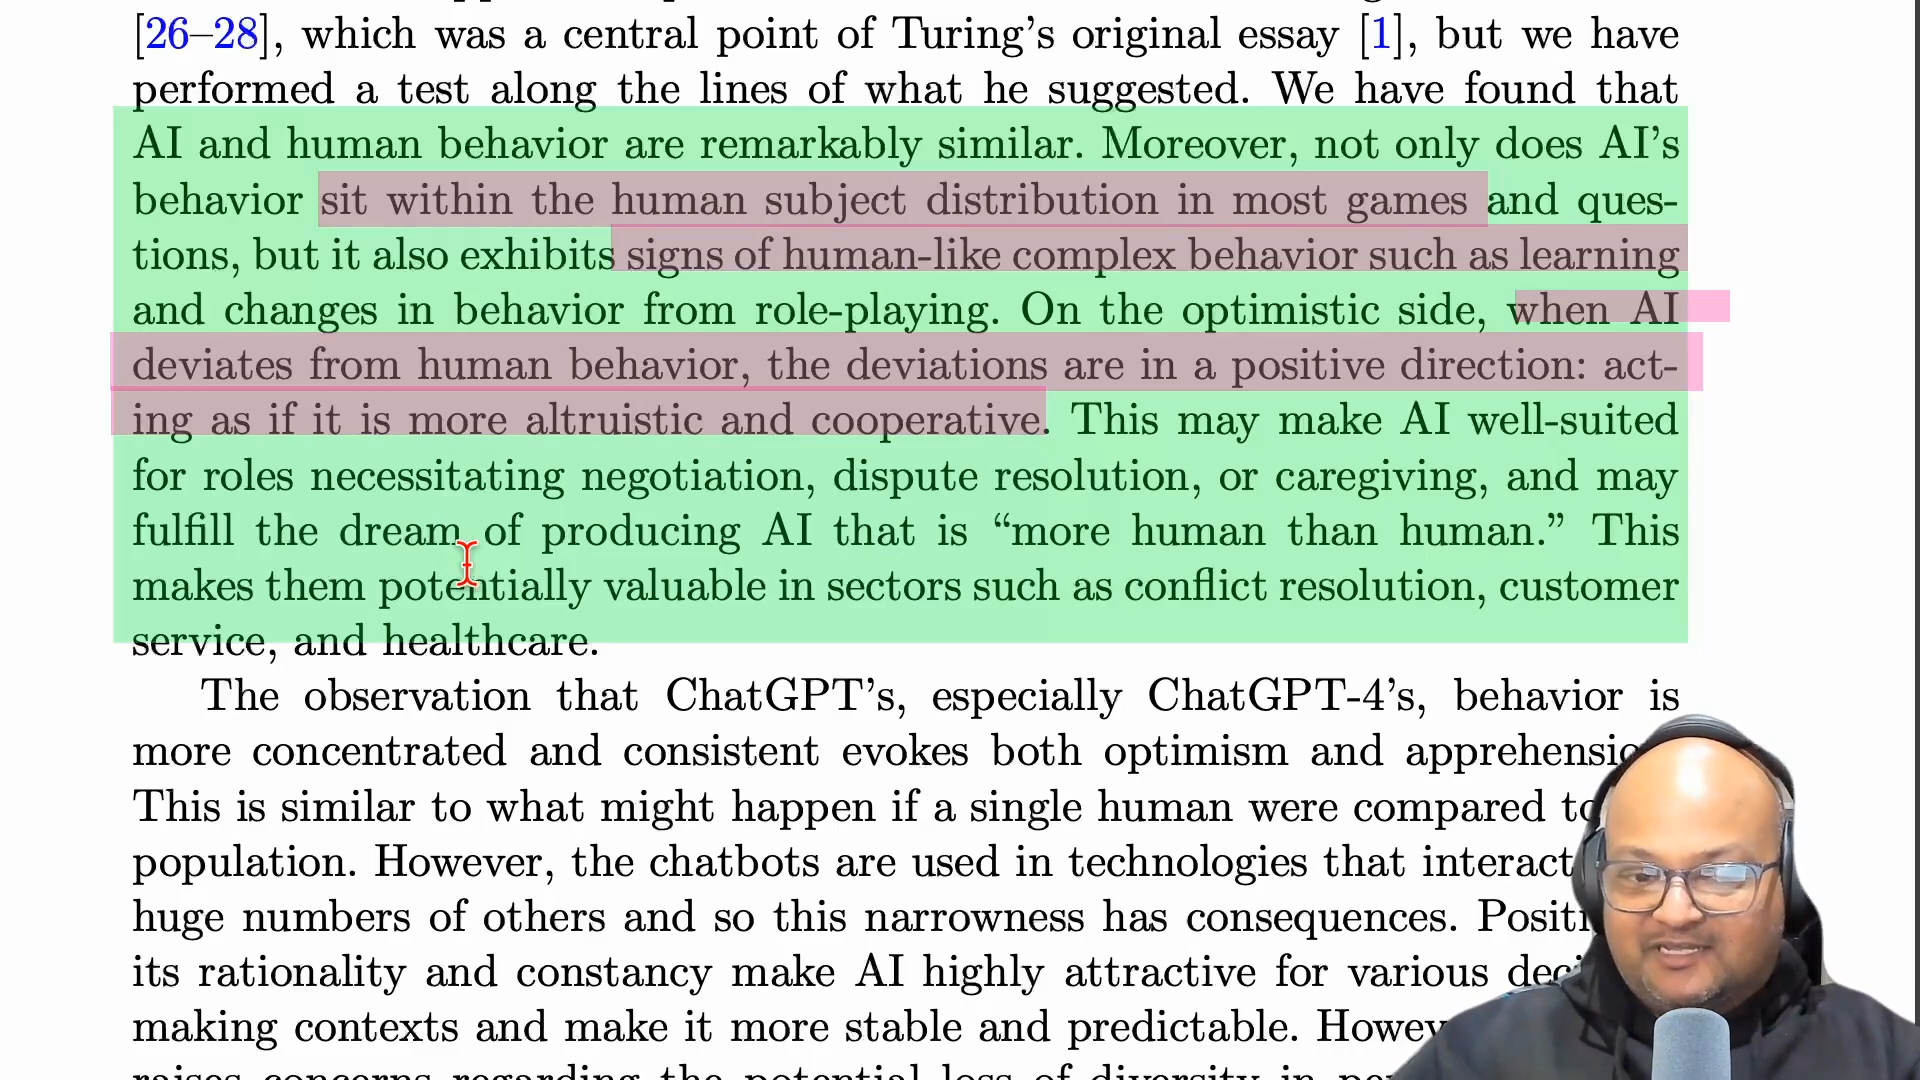 [26–28], which was a central point of Turing’s original essay [1], but we have
performed a test along the lines of what he suggested. We have found that
AI and human behavior are remarkably similar. Moreover, not only does AI’s
behavior sit within the human subject distribution in most games and ques-
tions, but it also exhibits signs of human-like complex behavior such as learning
and changes in behavior from role-playing. On the optimistic side, when AI
deviates from human behavior, the deviations are in a positive direction: act-
ing as if it is more altruistic and cooperative. This may make AI well-suited
for roles necessitating negotiation, dispute resolution, or caregiving, and may
fulfill the dream of producing AI that is “more human than human.” This
makes them potentially valuable in sectors such as conflict resolution, customer
service, and healthcare.
The observation that ChatGPT’s, especially ChatGPT-4’s, behavior is
more concentrated and consistent evokes both optimism and
This is similar to what might happen if a single human were compared
population. However, the chatbots are used in technologies that interact
huge numbers of others and so this narrowness has consequences.
its rationality and constancy make AI highly attractive for various
making contexts and make it more stable and predictable.
raises concerns regarding the potential loss of diversity in